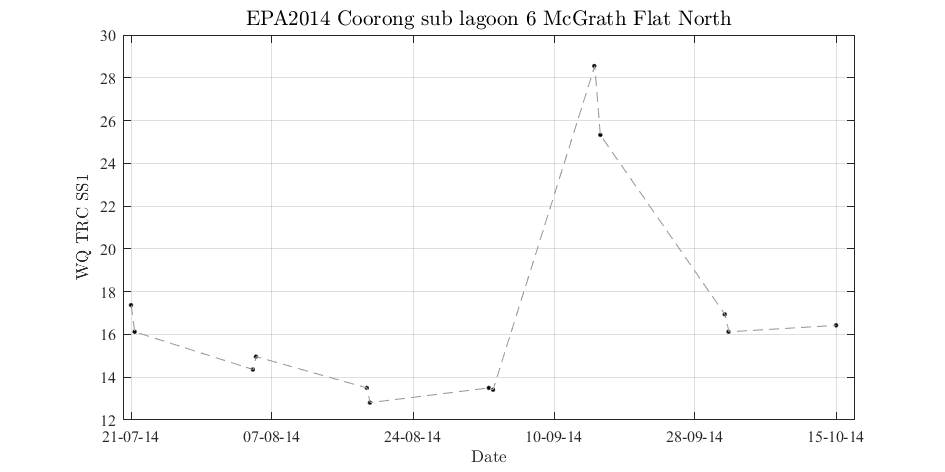 EPA2014 Coorong sub lagoon 6 McGrath Flat North
30
28
26
24
22
20
18
16
14
12
WQ TRC SS1
21-07-14 07-08-14 24-08-14 10-09-14 28-09-14 15-10-14
Date